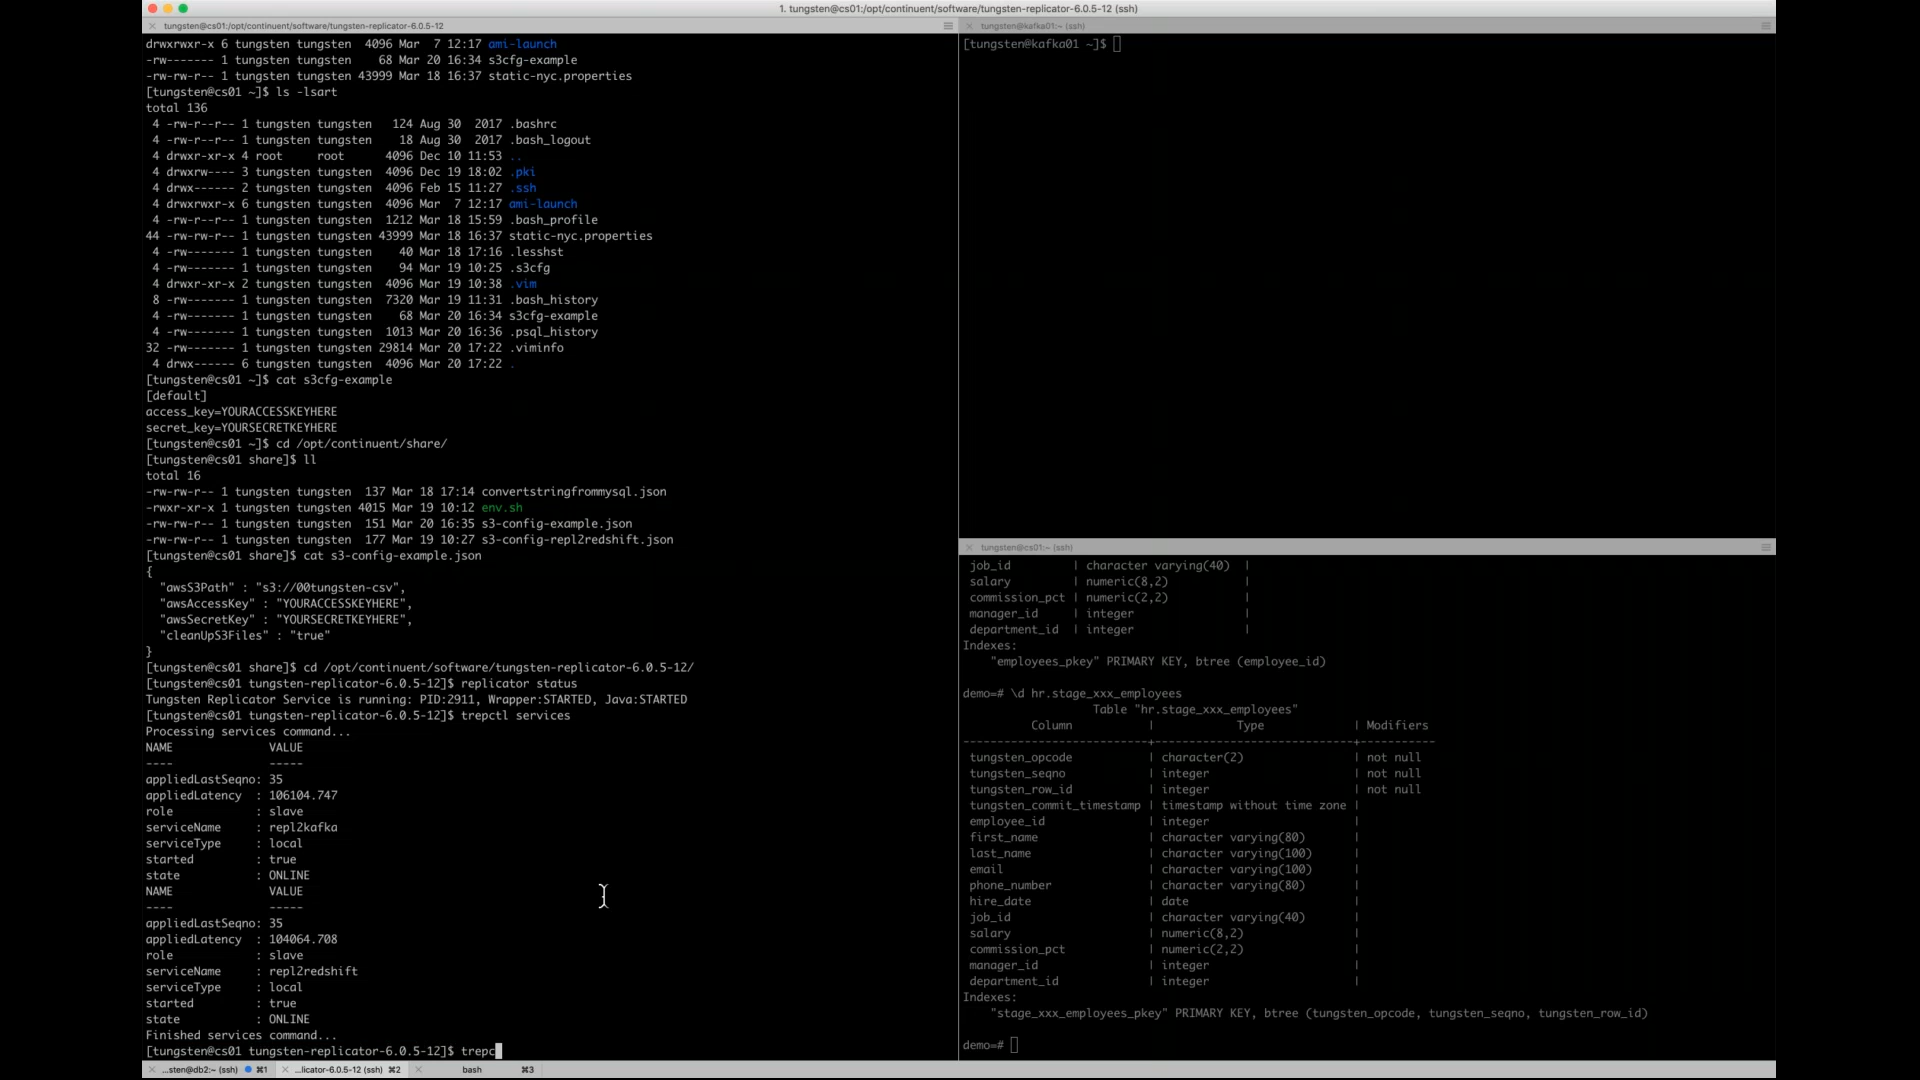 1. tungsten@cs01:/opt/continuent/software/tungsten-replicator-6.0.5-12 (ssh)
tungsten@cs01:/opt/continuent/software/tungsten-replicator-6.0.5-12
drwxrwxr-x 6 tungsten tungsten  4096 Mar  7 12:17 ami-launch
-rw------- 1 tungsten tungsten    68 Mar 20 16:34 s3cfg-example
-rw-rw-r-- 1 tungsten tungsten 43999 Mar 18 16:37 static-nyc.properties
[tungsten@cs01 ~]$ ls -lsart
total 136
 4 -rw-r--r-- 1 tungsten tungsten   124 Aug 30  2017 .bashrc
 4 -rw-r--r-- 1 tungsten tungsten    18 Aug 30  2017 .bash_logout
 4 drwxr-xr-x 4 root     root      4096 Dec 10 11:53 ..
 4 drwxrw---- 3 tungsten tungsten  4096 Dec 19 18:02 .pki
 4 drwx------ 2 tungsten tungsten  4096 Feb 15 11:27 .ssh
 4 drwxrwxr-x 6 tungsten tungsten  4096 Mar  7 12:17 ami-launch
 4 -rw-r--r-- 1 tungsten tungsten  1212 Mar 18 15:59 .bash_profile
44 -rw-rw-r-- 1 tungsten tungsten 43999 Mar 18 16:37 static-nyc.properties
 4 -rw------- 1 tungsten tungsten    40 Mar 18 17:16 .lesshst
 4 -rw------- 1 tungsten tungsten    94 Mar 19 10:25 .s3cfg
 4 drwxr-xr-x 2 tungsten tungsten  4096 Mar 19 10:38 .vim
 8 -rw------- 1 tungsten tungsten  7320 Mar 19 11:31 .bash_history
 4 -rw------- 1 tungsten tungsten    68 Mar 20 16:34 s3cfg-example
 4 -rw------- 1 tungsten tungsten  1013 Mar 20 16:36 .psql_history
32 -rw------- 1 tungsten tungsten 29814 Mar 20 17:22 .viminfo
 4 drwx------ 6 tungsten tungsten  4096 Mar 20 17:22 .
[tungsten@cs01 ~]$ cat s3cfg-example
[default]
access_key=YOURACCESSKEYHERE
secret_key=YOURSECRETKEYHERE
[tungsten@cs01 ~]$ cd /opt/continuent/share/
[tungsten@cs01 share]$ ll
total 16
-rw-rw-r-- 1 tungsten tungsten  137 Mar 18 17:14 convertstringfrommysql.json
-rwxr-xr-x 1 tungsten tungsten 4015 Mar 19 10:12 env.sh
-rw-rw-r-- 1 tungsten tungsten  151 Mar 20 16:35 s3-config-example.json
-rw-rw-r-- 1 tungsten tungsten  177 Mar 19 10:27 s3-config-repl2redshift.json
[tungsten@cs01 share]$ cat s3-config-example.json
{
  "awsS3Path" : "s3://00tungsten-csv",
  "awsAccessKey" : "YOURACCESSKEYHERE",
  "awsSecretKey" : "YOURSECRETKEYHERE",
  "cleanUpS3Files" : "true"
}
[tungsten@cs01 share]$ cd /opt/continuent/software/tungsten-replicator-6.0.5-12/
[tungsten@cs01 tungsten-replicator-6.0.5-12]$ replicator status
Tungsten Replicator Service is running: PID:2911, Wrapper:STARTED, Java:STARTED
[tungsten@cs01 tungsten-replicator-6.0.5-12]$ trepctl services
Processing services command...
NAME              VALUE
----              -----
appliedLastSeqno: 35
appliedLatency  : 106104.747
role            : slave
serviceName     : repl2kafka
serviceType     : local
started         : true
state           : ONLINE
NAME              VALUE
----              -----
appliedLastSeqno: 35
appliedLatency  : 104064.708
role            : slave
serviceName     : repl2redshift
serviceType     : local
started         : true
state           : ONLINE
Finished services command...
[tungsten@cs01 tungsten-replicator-6.0.5-12]$ trepc
...sten@db2:~ (ssh) ⌘1 ...licator-6.0.5-12 (ssh) ⌘2 bash ⌘3
tungsten@kafka01:~ (ssh)
[tungsten@kafka01 ~]$
tungsten@cs01:~ (ssh)
 job_id         | character varying(40)  |
 salary         | numeric(8,2)           |
 commission_pct | numeric(2,2)           |
 manager_id     | integer                |
 department_id  | integer                |
Indexes:
    "employees_pkey" PRIMARY KEY, btree (employee_id)
demo=# \d hr.stage_xxx_employees
Table "hr.stage_xxx_employees"
Column | Type | Modifiers
---------------------------+-----------------------------+-----------
 tungsten_opcode           | character(2)                | not null
 tungsten_seqno            | integer                     | not null
 tungsten_row_id           | integer                     | not null
 tungsten_commit_timestamp | timestamp without time zone |
 employee_id               | integer                     |
 first_name                | character varying(80)       |
 last_name                 | character varying(100)      |
 email                     | character varying(100)      |
 phone_number              | character varying(80)       |
 hire_date                 | date                        |
 job_id                    | character varying(40)       |
 salary                    | numeric(8,2)                |
 commission_pct            | numeric(2,2)                |
 manager_id                | integer                     |
 department_id             | integer                     |
Indexes:
    "stage_xxx_employees_pkey" PRIMARY KEY, btree (tungsten_opcode, tungsten_seqno, tungsten_row_id)
demo=#